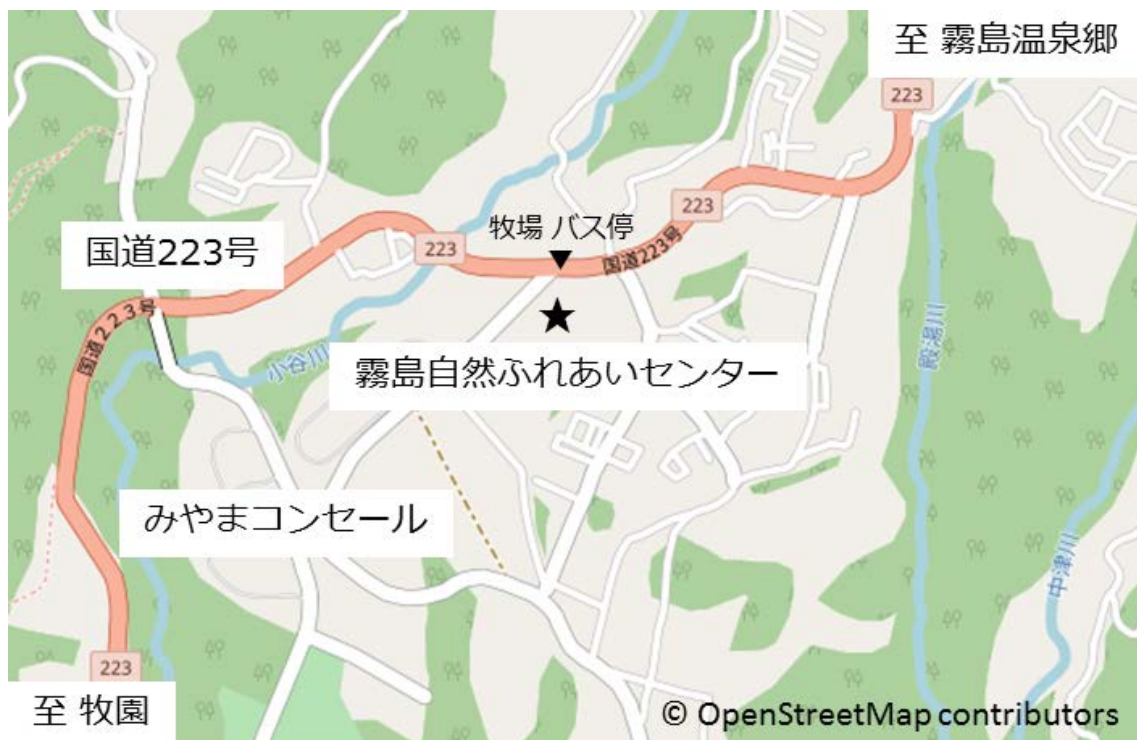 至 霧島温泉郷
223
殿湯川
223
牧場 バス停
国道223号
223
国道223号
国道223号
小谷川
霧島自然ふれあいセンター
みやまコンセール
中津川
223
至 牧園
© OpenStreetMap contributors